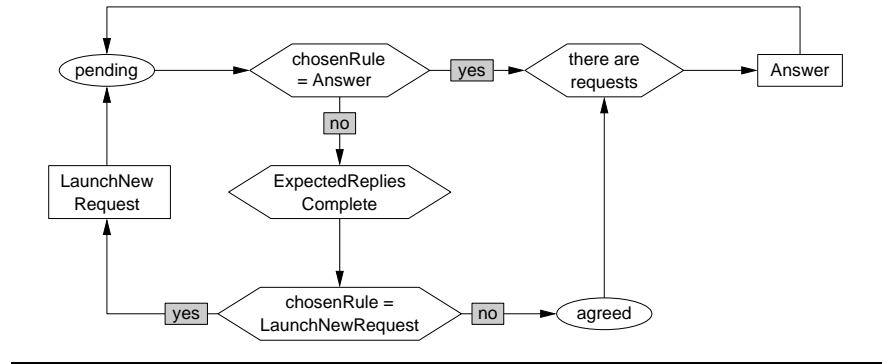 pending
chosenRule
= Answer
yes
there are
requests
Answer
no
LaunchNew
Request
ExpectedReplies
Complete
yes
chosenRule =
LaunchNewRequest
no
agreed